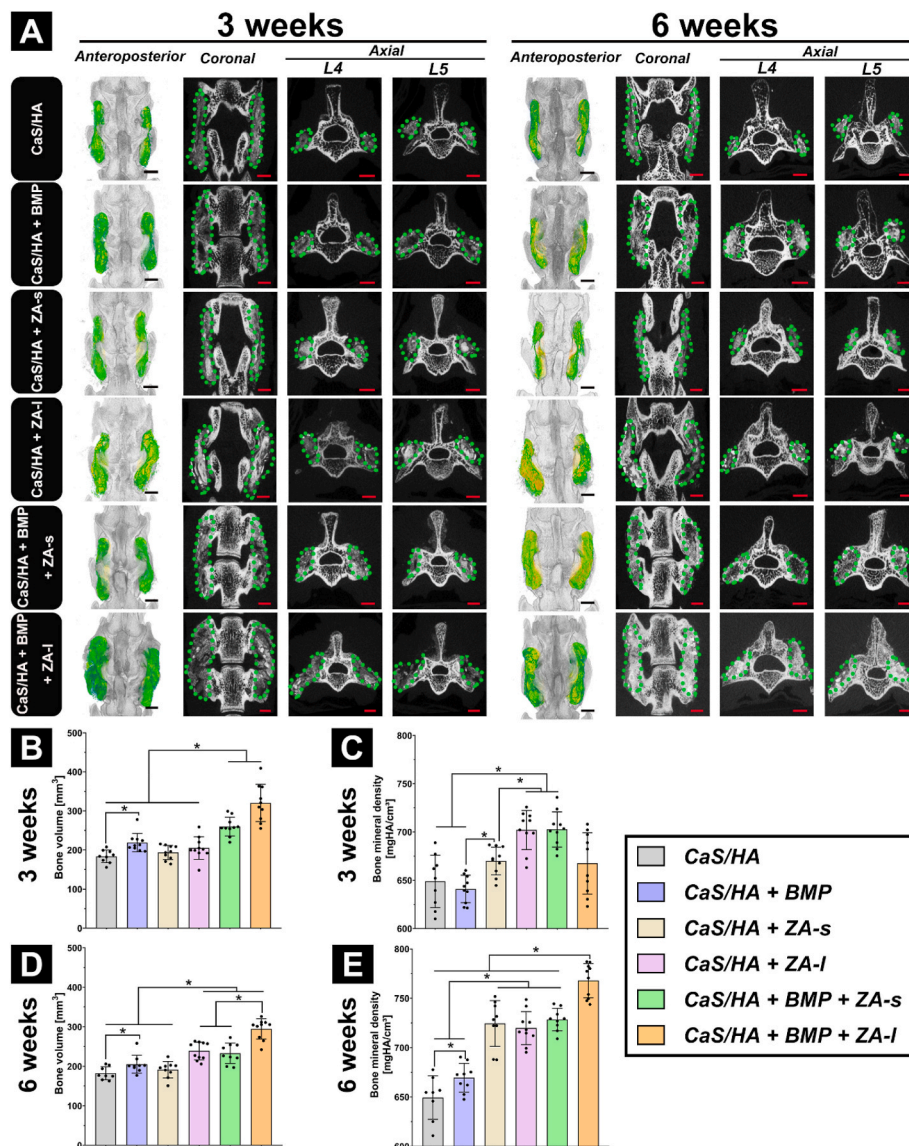 A
3 weeks
6 weeks
Anteroposterior Coronal Axial
L4 L5
Anteroposterior Coronal Axial
L4 L5
CaS/HA
CaS/HA + BMP
CaS/HA + ZA-s
CaS/HA + ZA-l
CaS/HA + BMP
+ ZA-s
CaS/HA + BMP
+ ZA-l
B
3 weeks
Bone volume [mm³]
500
400
300
200
100
0
*
*
C
3 weeks
Bone mineral density
[mgHA/cm³]
800
750
700
650
600
*
*
*
D
6 weeks
Bone volume [mm³]
500
400
300
200
100
0
*
*
*
E
6 weeks
Bone mineral density
[mgHA/cm³]
800
750
700
650
600
*
*
*
CaS/HA
CaS/HA + BMP
CaS/HA + ZA-s
CaS/HA + ZA-l
CaS/HA + BMP + ZA-s
CaS/HA + BMP + ZA-l